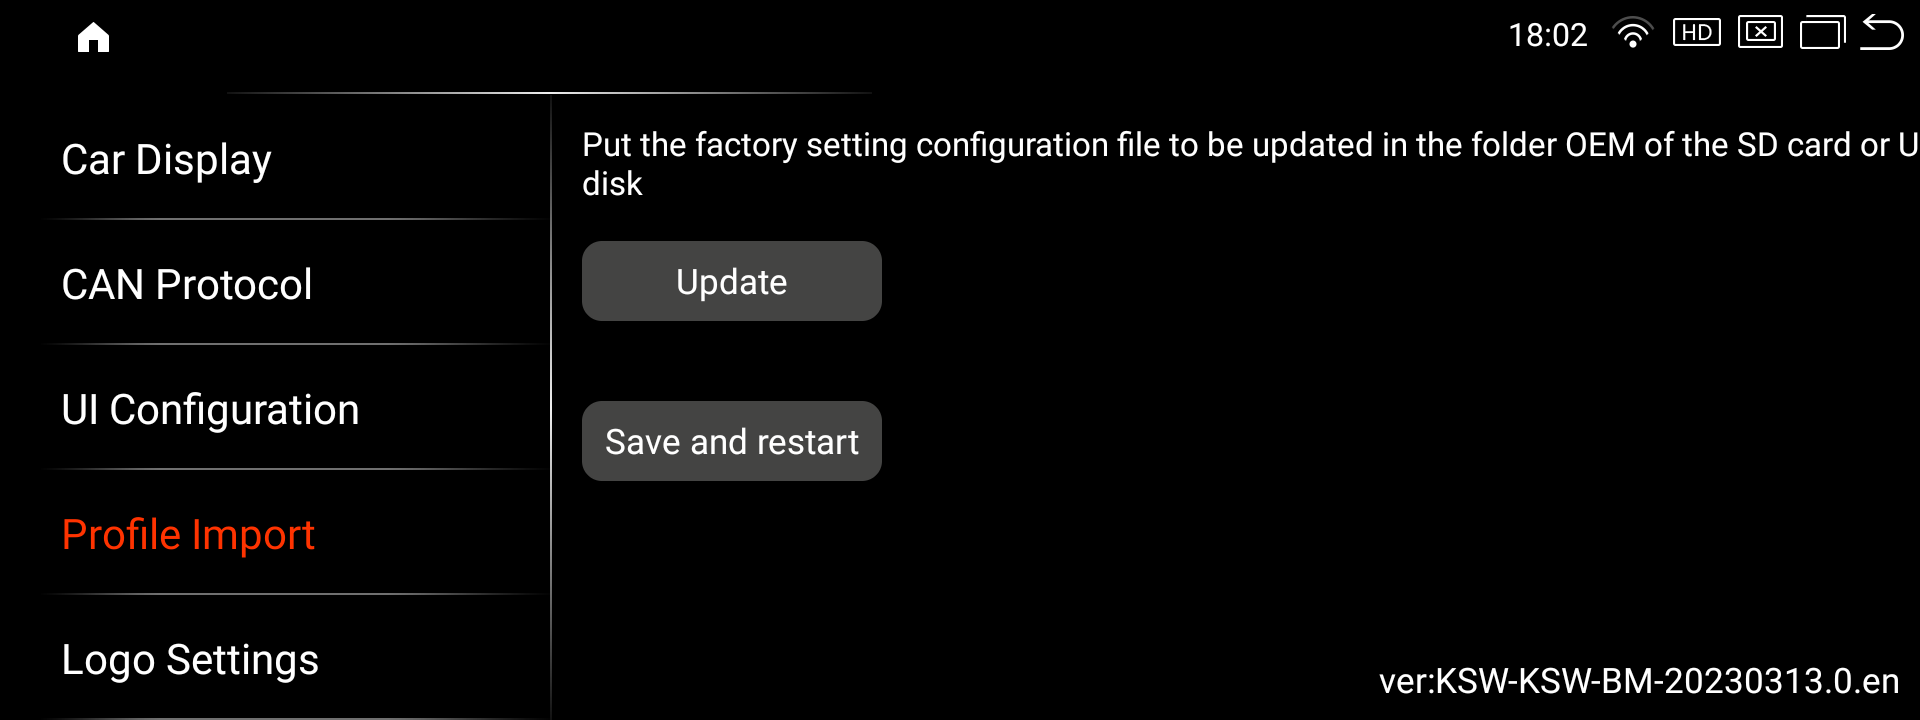 18:02 HD
Car Display
CAN Protocol
UI Configuration
Profile Import
Logo Settings
Put the factory setting configuration file to be updated in the folder OEM of the SD card or U
disk
Update
Save and restart
ver:KSW-KSW-BM-20230313.0.en